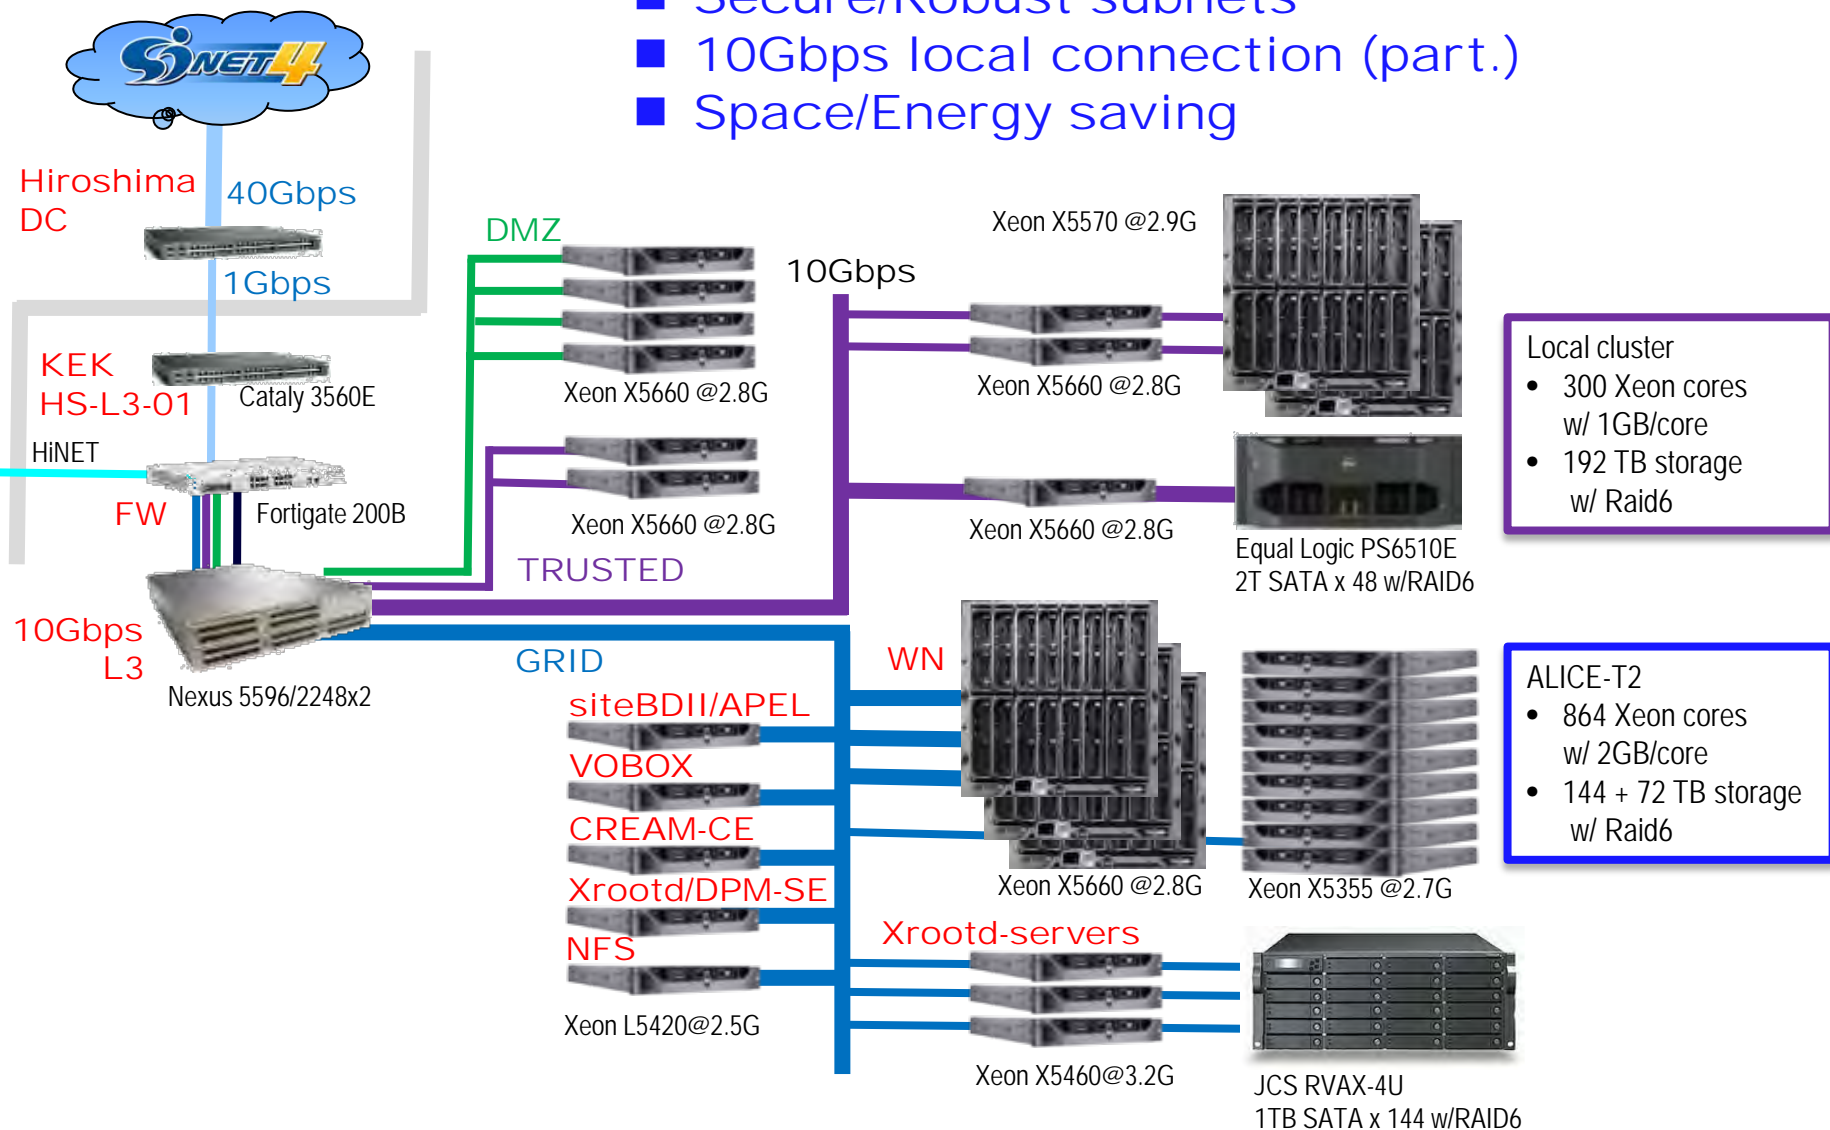 Secure/Robust subnets
10Gbps local connection (part.)
Space/Energy saving
SINET4
Hiroshima
DC
40Gbps
1Gbps
KEK
HS-L3-01
Cataly 3560E
HiNET
FW
Fortigate 200B
10Gbps
L3
Nexus 5596/2248x2
DMZ
Xeon X5660 @2.8G
Xeon X5660 @2.8G
TRUSTED
10Gbps
Xeon X5570 @2.9G
Xeon X5660 @2.8G
Xeon X5660 @2.8G
Equal Logic PS6510E
2T SATA x 48 w/RAID6
Local cluster
• 300 Xeon cores
w/ 1GB/core
• 192 TB storage
w/ Raid6
GRID
siteBDII/APEL
VOBOX
CREAM-CE
Xrootd/DPM-SE
NFS
Xeon L5420@2.5G
WN
Xeon X5660 @2.8G
Xeon X5355 @2.7G
Xrootd-servers
Xeon X5460@3.2G
JCS RVAX-4U
1TB SATA x 144 w/RAID6
ALICE-T2
• 864 Xeon cores
w/ 2GB/core
• 144 + 72 TB storage
w/ Raid6